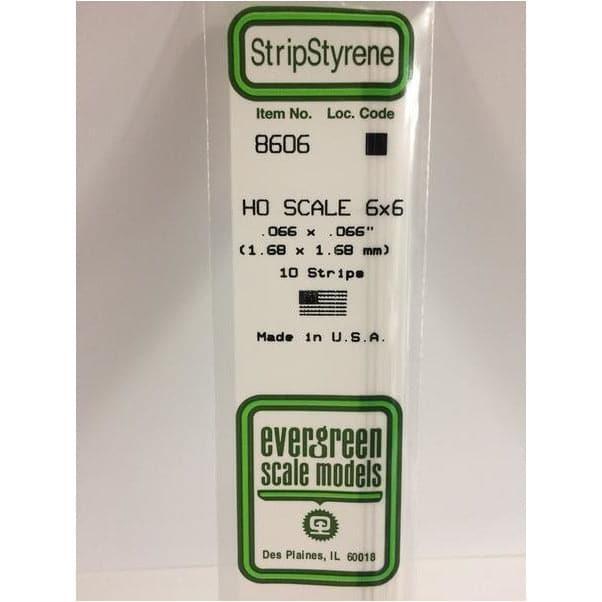 StripStyrene
Item No. Loc. Code
8606
HO SCALE 6x6
.066 x .066"
(1.68 x 1.68 mm)
10 Strips
Made in U.S.A.
evergreen
scale models
Des Plaines, IL 60018